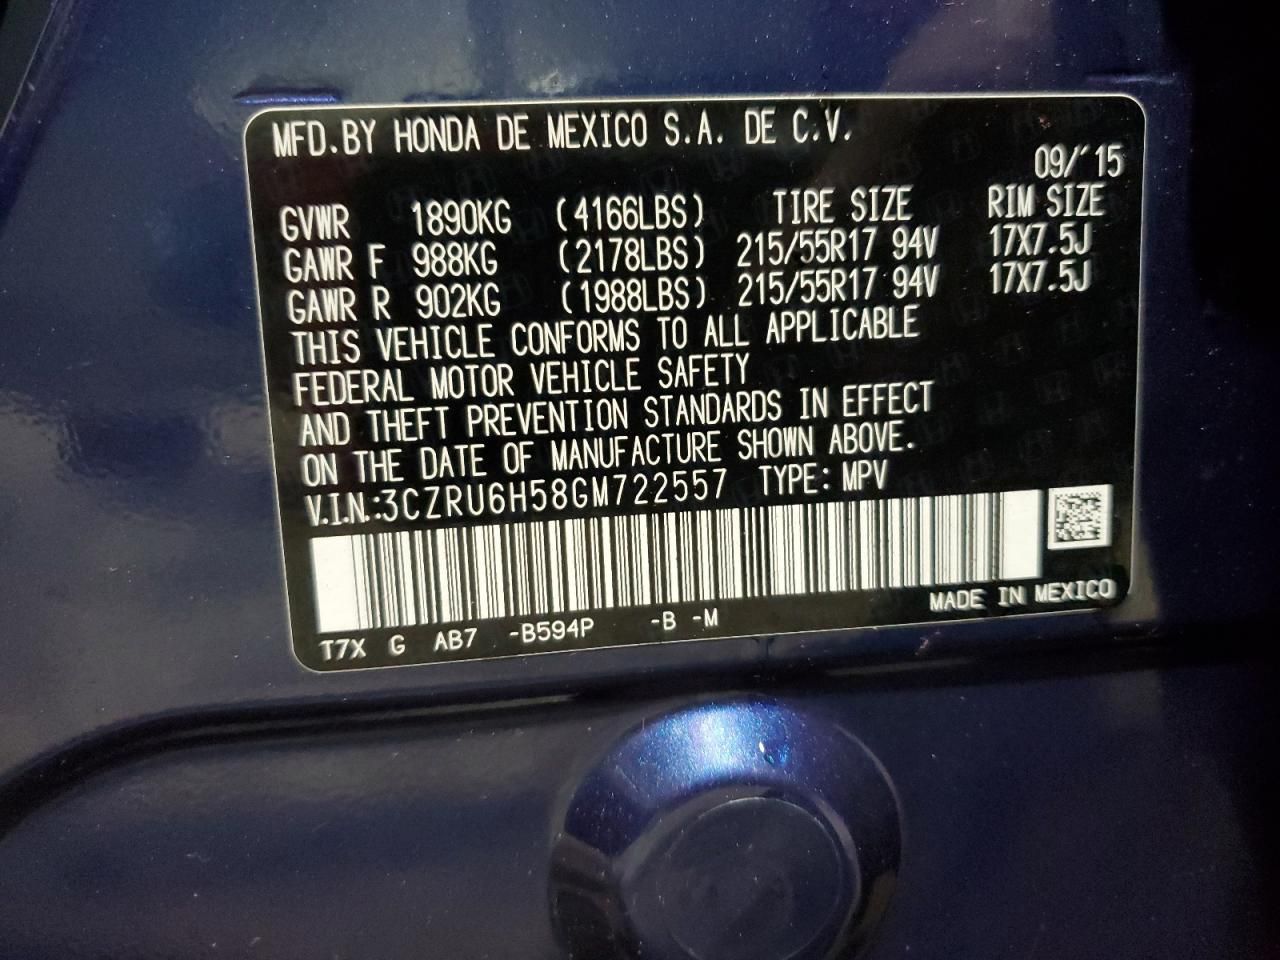 MFD.BY HONDA DE MEXICO S.A. DE C.V.
09/'15
GVWR 1890KG (4166LBS) TIRE SIZE RIM SIZE
GAWR F 988KG (2178LBS) 215/55R17 94V 17X7.5J
GAWR R 902KG (1988LBS) 215/55R17 94V 17X7.5J
THIS VEHICLE CONFORMS TO ALL APPLICABLE
FEDERAL MOTOR VEHICLE SAFETY
AND THEFT PREVENTION STANDARDS IN EFFECT
ON THE DATE OF MANUFACTURE SHOWN ABOVE.
V.I.N.:3CZRU6H58GM722557 TYPE: MPV
MADE IN MEXICO
T7X G AB7 -B594P -B -M